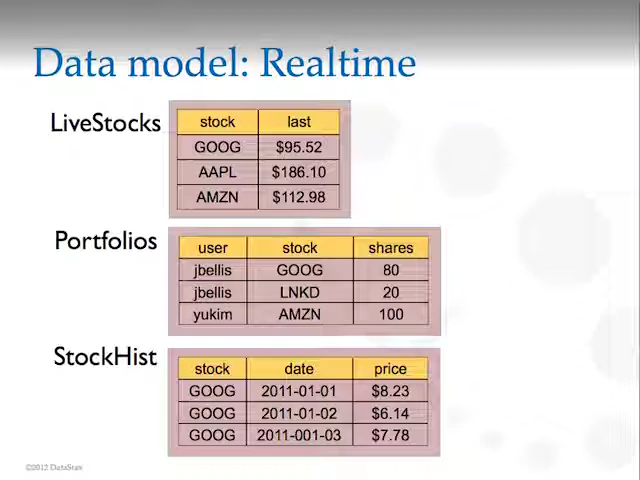 Data model: Realtime
LiveStocks
stock last
GOOG $95.52
AAPL $186.10
AMZN $112.98
Portfolios
user stock shares
jbellis GOOG 80
jbellis LNKD 20
yukim AMZN 100
StockHist
stock date price
GOOG 2011-01-01 $8.23
GOOG 2011-01-02 $6.14
GOOG 2011-001-03 $7.78
©2012 DataStax